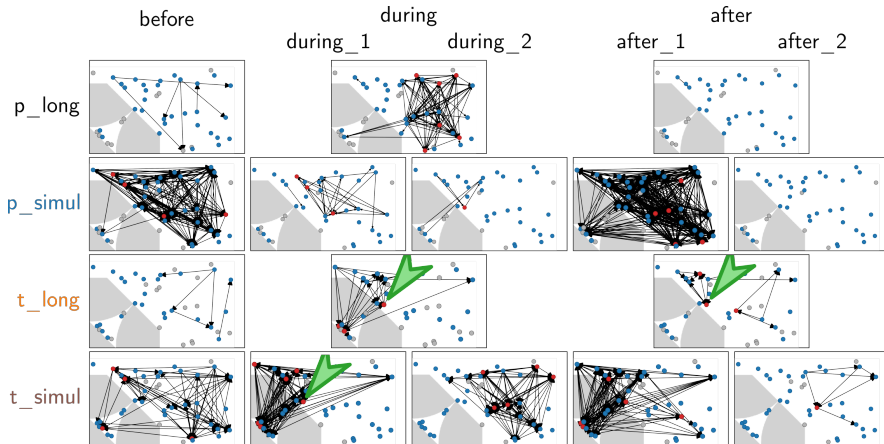 before
during
after
during_1
during_2
after_1
after_2
p_long
p_simul
t_long
t_simul